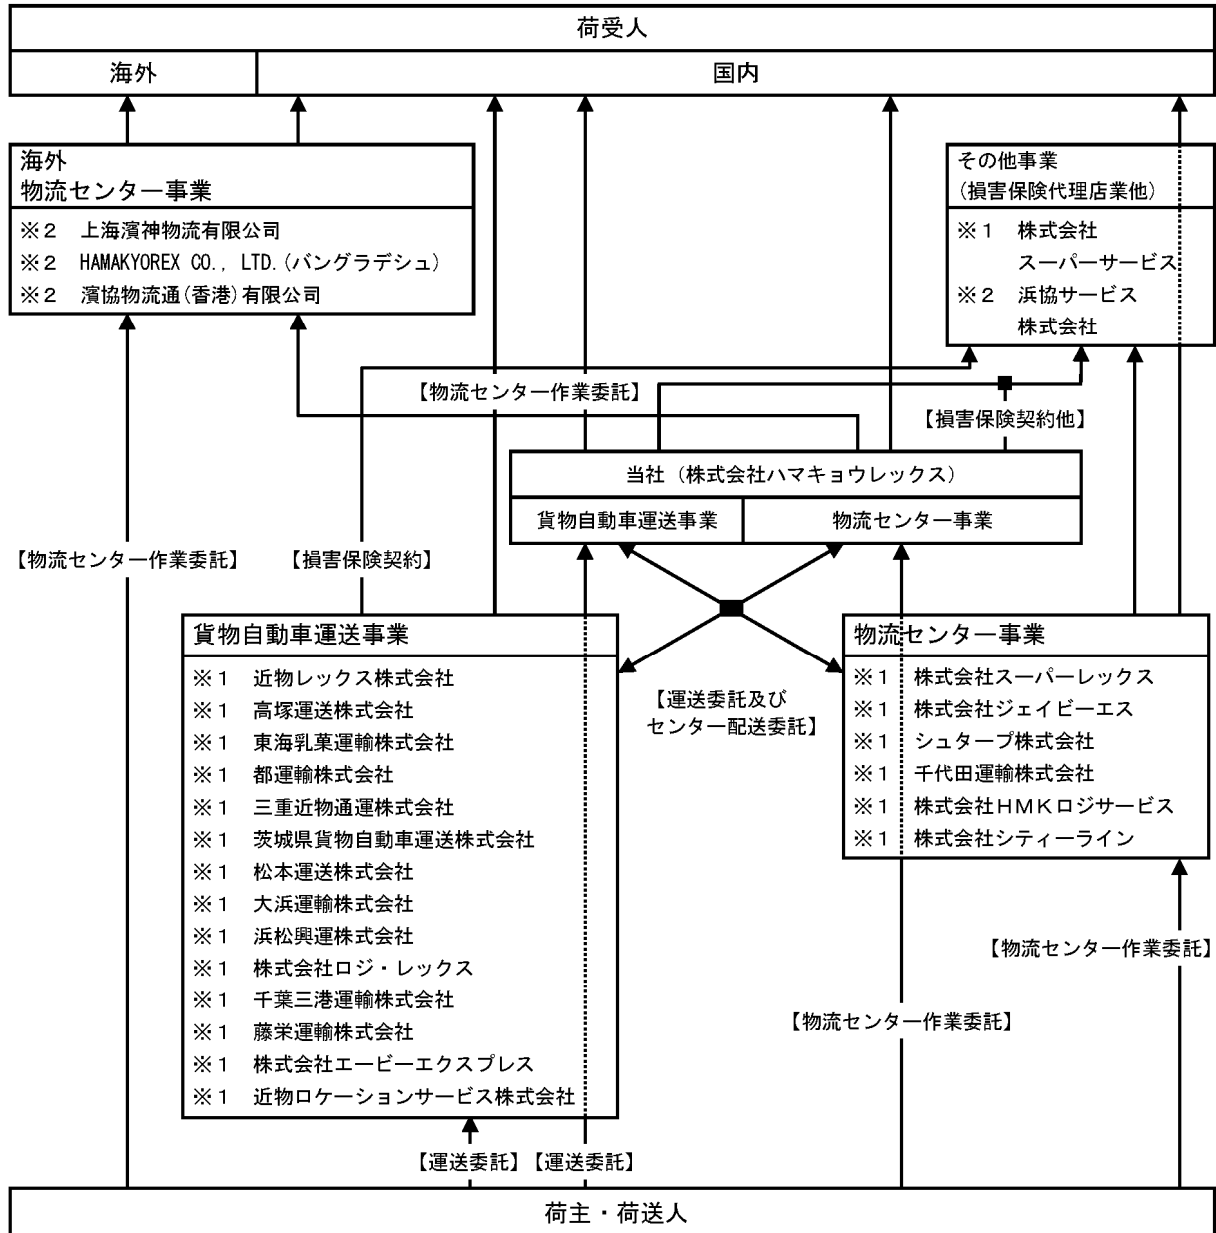 荷受人
海外
国内
海外
物流センター事業
※2 上海濱神物流有限公司
※2 HAMAKYOREX CO., LTD.(バングラデシュ)
※2 濱協物流通(香港)有限公司
その他事業
(損害保険代理店業他)
※1 株式会社
スーパーサービス
※2 浜協サービス
株式会社
【物流センター作業委託】
【損害保険契約他】
当社(株式会社ハマキョウレックス)
貨物自動車運送事業
物流センター事業
【物流センター作業委託】
【損害保険契約】
貨物自動車運送事業
※1 近物レックス株式会社
※1 高塚運送株式会社
※1 東海乳菓運輸株式会社
※1 都運輸株式会社
※1 三重近物通運株式会社
※1 茨城県貨物自動車運送株式会社
※1 松本運送株式会社
※1 大浜運輸株式会社
※1 浜松興運株式会社
※1 株式会社ロジ・レックス
※1 千葉三港運輸株式会社
※1 藤栄運輸株式会社
※1 株式会社エービーエクスプレス
※1 近物ロケーションサービス株式会社
【運送委託及び
センター配送委託】
物流センター事業
※1 株式会社スーパーレックス
※1 株式会社ジェイビーエス
※1 シュタープ株式会社
※1 千代田運輸株式会社
※1 株式会社HMKロジサービス
※1 株式会社シティーライン
【物流センター作業委託】
【物流センター作業委託】
【運送委託】
【運送委託】
荷主・荷送人